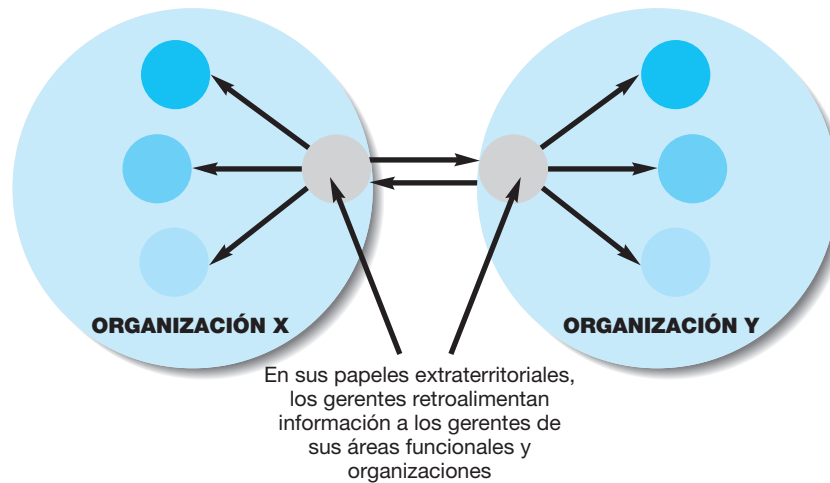 ORGANIZACIÓN X
ORGANIZACIÓN Y
En sus papeles extraterritoriales,
los gerentes retroalimentan
información a los gerentes de
sus áreas funcionales y
organizaciones